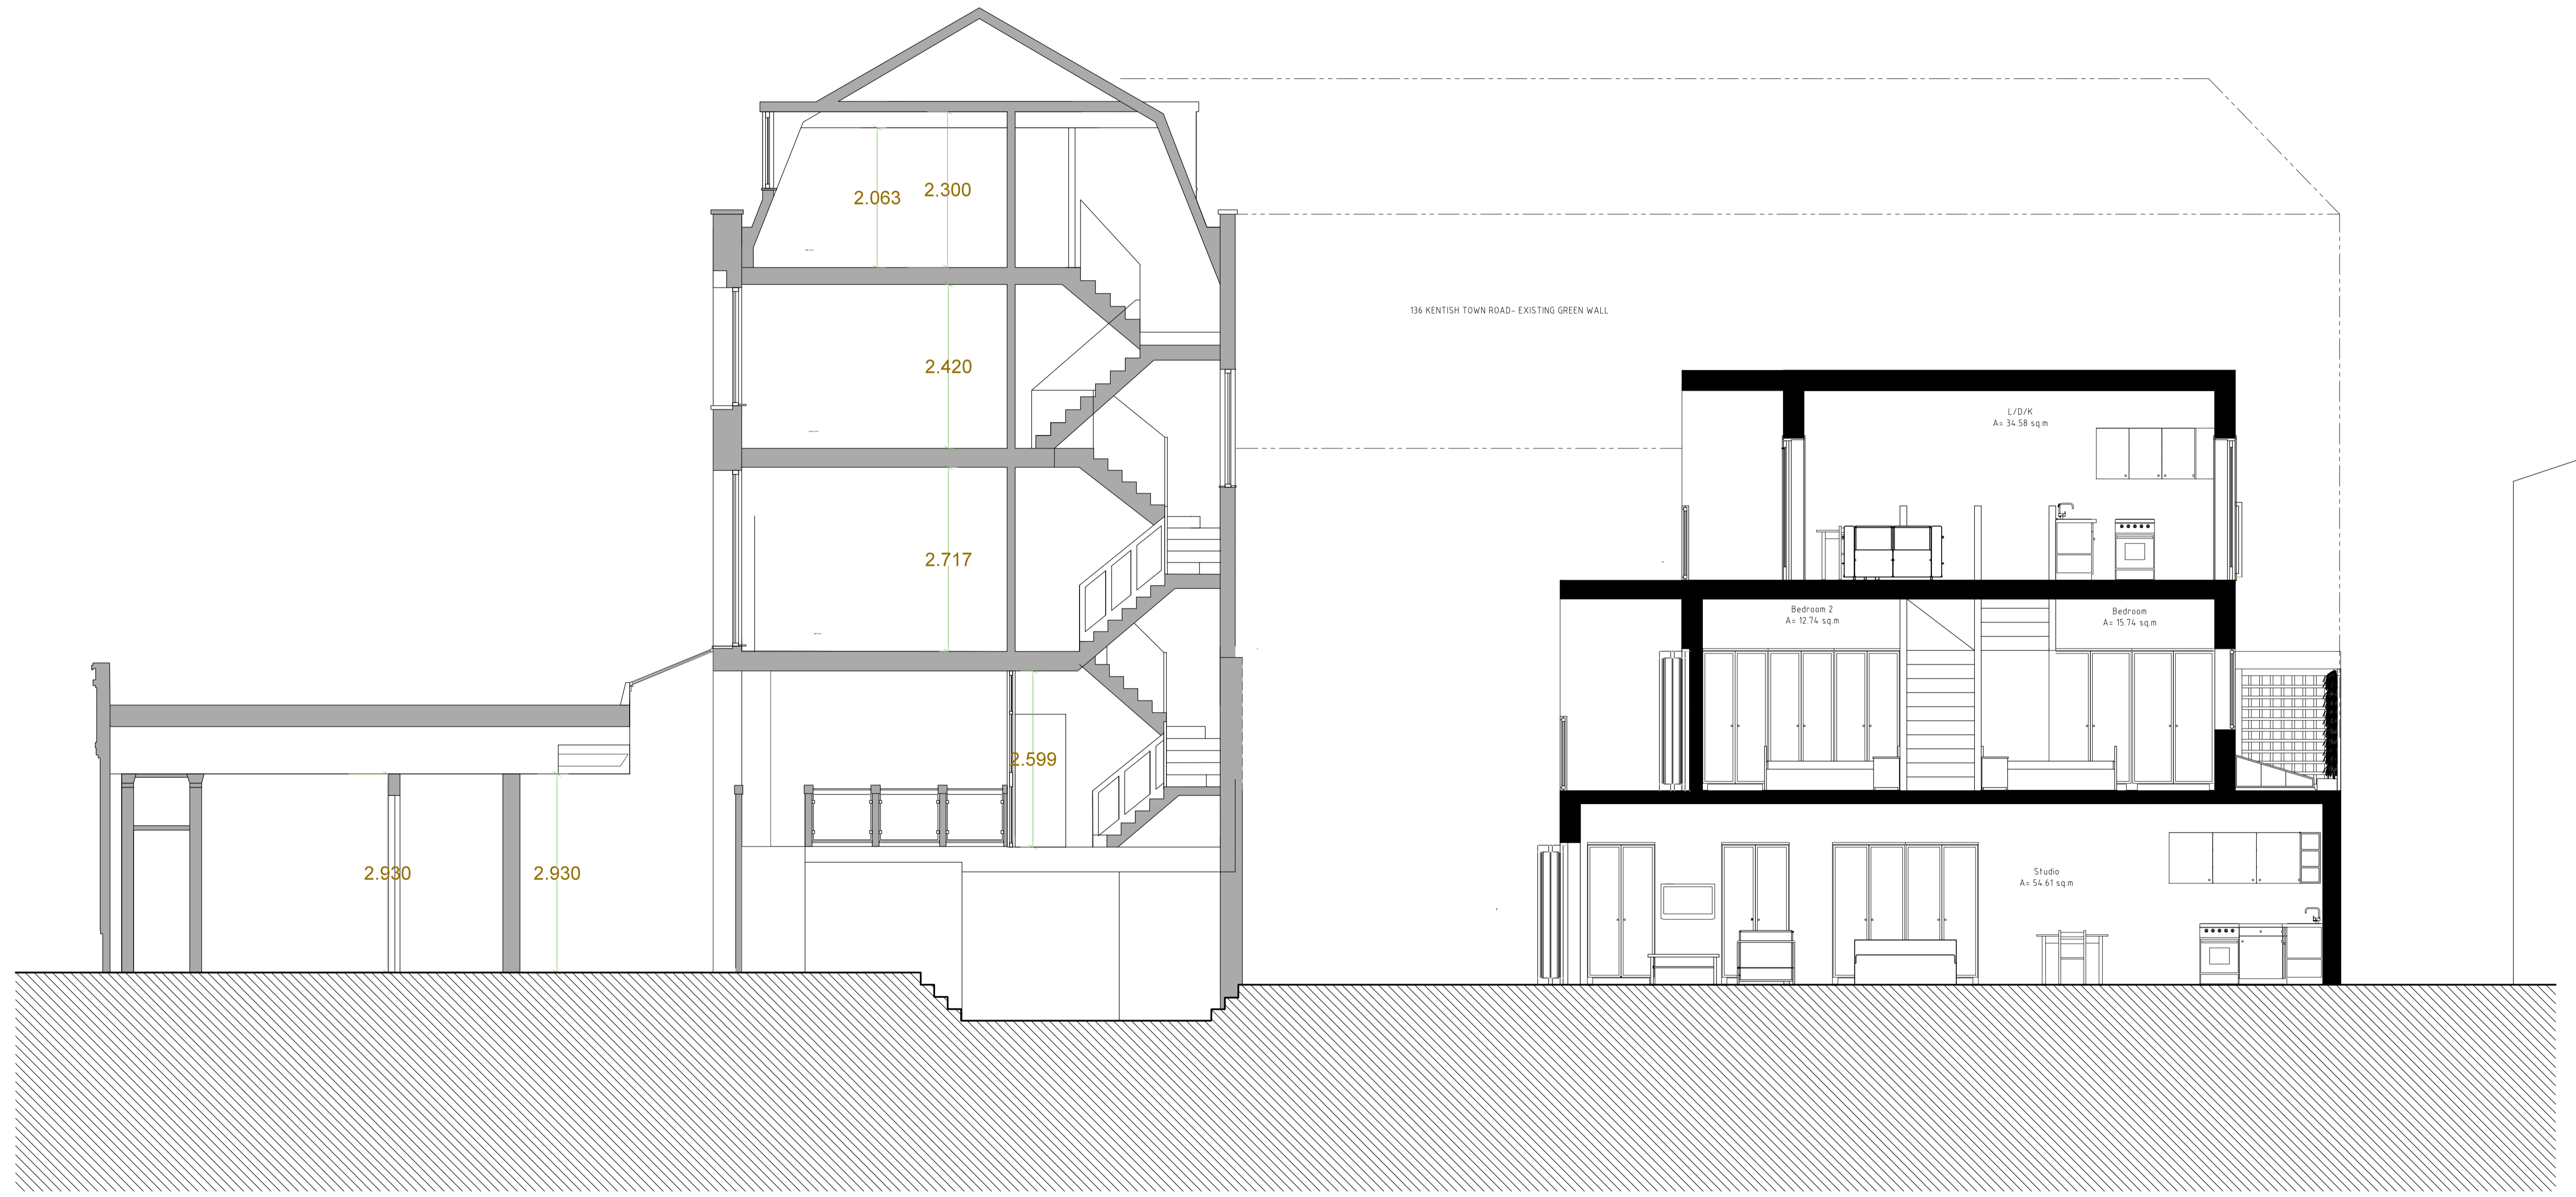 2.063
2.300
2.420
2.717
2.599
2.930
2.930
136 KENTISH TOWN ROAD- EXISTING GREEN WALL
L/D/K
A= 34.58 sq.m
Bedroom 2
A= 12.74 sq.m
Bedroom
A= 15.74 sq.m
Studio
A= 54.61 sq.m